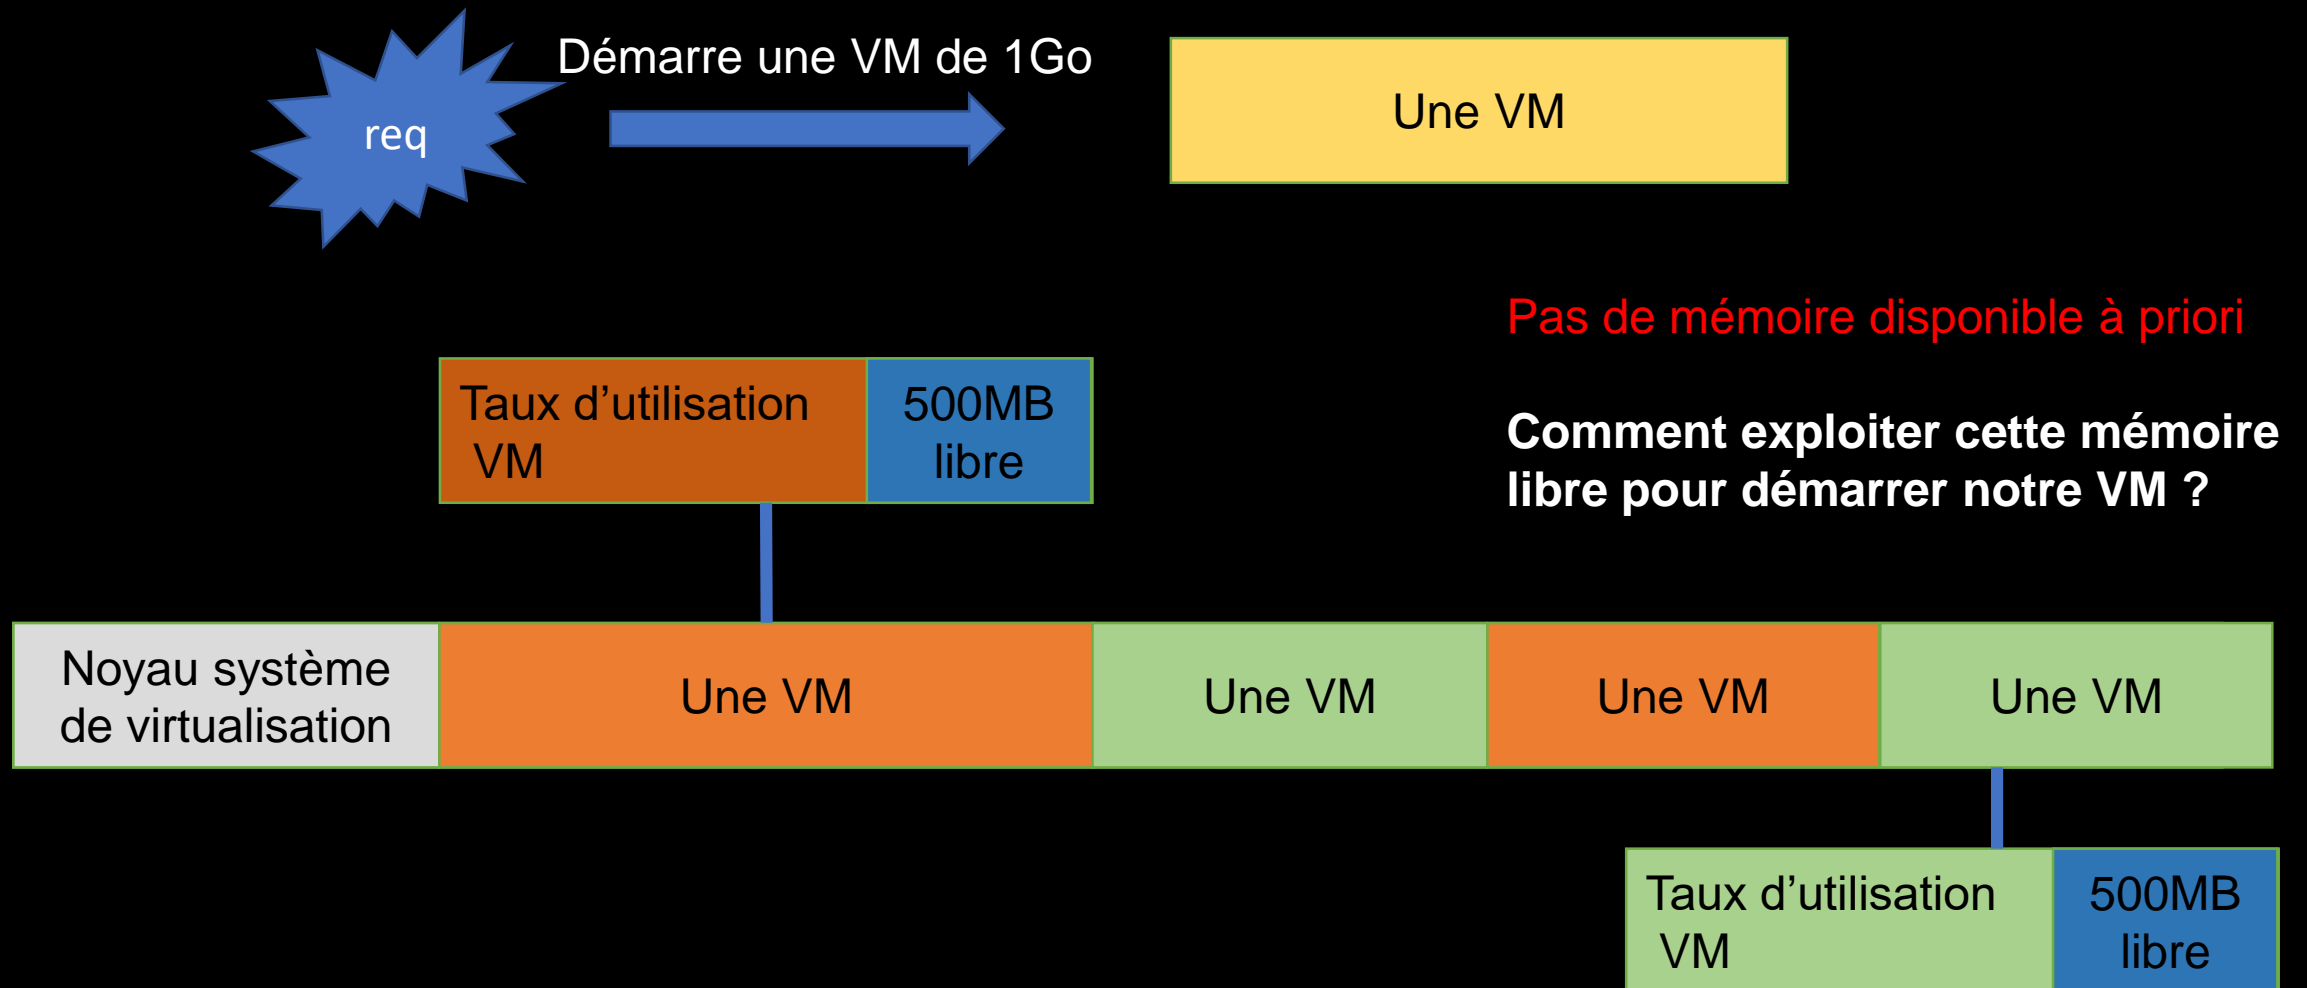 Démarre une VM de 1Go
req
Une VM
Pas de mémoire disponible à priori
Taux d’utilisation
VM
500MB
libre
Comment exploiter cette mémoire
libre pour démarrer notre VM ?
Noyau système
de virtualisation
Une VM
Une VM
Une VM
Une VM
Taux d’utilisation
VM
500MB
libre